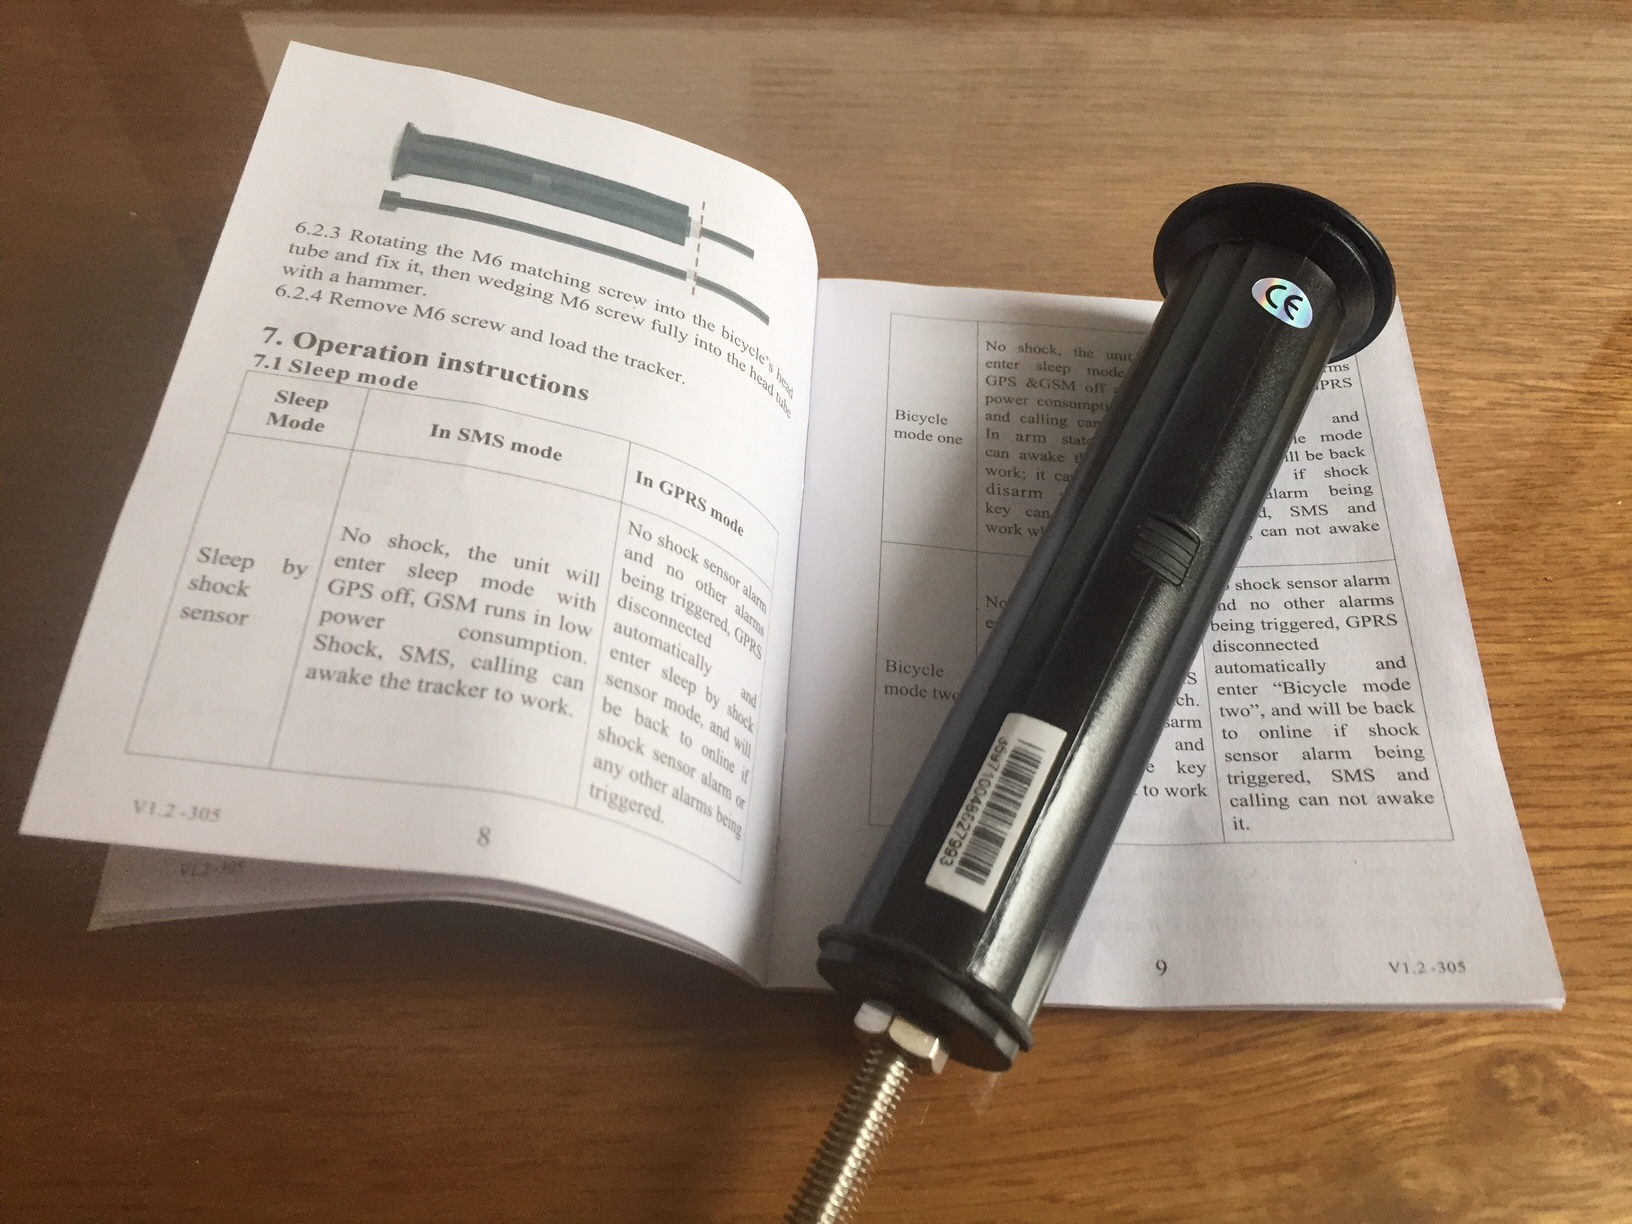 6.2.3 Rotating the M6 matching screw into the bicycle's head
tube and fix it, then wedging M6 screw fully into the head tube
with a hammer.
6.2.4 Remove M6 screw and load the tracker.
7. Operation instructions
7.1 Sleep mode
Sleep
Mode
In SMS mode
In GPRS mode
Sleep by
shock
sensor
No shock, the unit will
enter sleep mode with
GPS off, GSM runs in low
power consumption.
Shock, SMS, calling can
awake the tracker to work.
No shock sensor alarm
and no other alarms
being triggered, GPRS
disconnected
automatically and
enter sleep by shock
sensor mode, and will
be back to online if
shock sensor alarm or
any other alarms being
triggered.
V1.2 -305
8
V1.2 -305
Bicycle
mode one
No shock, the unit
enter sleep mode
GPS &GSM off
power
and calling
In arm
can awake
work; it
disarm
key can
work
and
mode
be back
if shock
alarm being
SMS and
can not awake
Bicycle
mode two
and
key
to work
shock sensor alarm
and no other alarms
being triggered, GPRS
disconnected
automatically and
enter “Bicycle mode
two”, and will be back
to online if shock
sensor alarm being
triggered, SMS and
calling can not awake
it.
9
V1.2 -305
CE